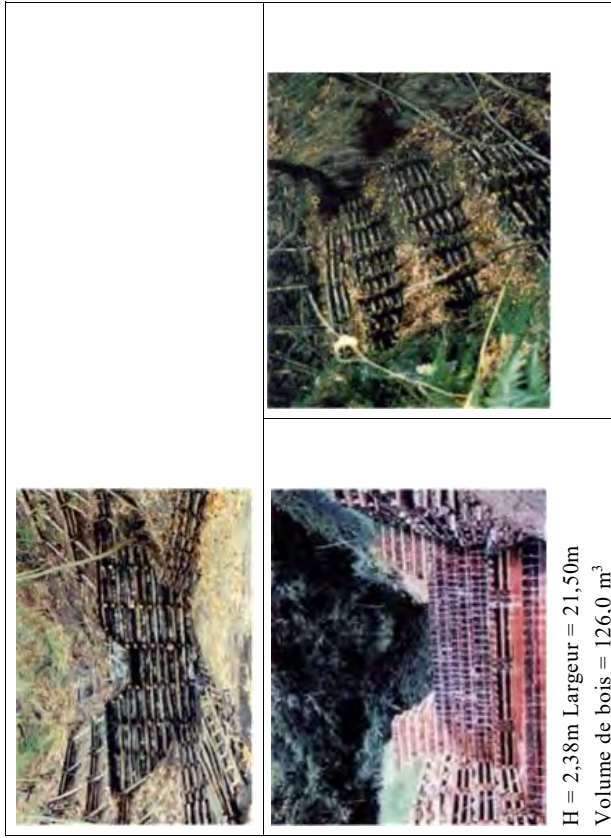 H = 2,38m Largeur = 21,50m
Volume de bois = 126.0 m³